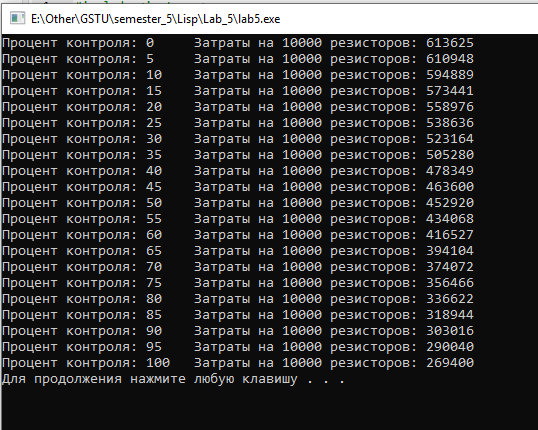 E:\Other\GSTU\semester_5\Lisp\Lab_5\lab5.exe
Процент контроля: 0 Затраты на 10000 резисторов: 613625
Процент контроля: 5 Затраты на 10000 резисторов: 610948
Процент контроля: 10 Затраты на 10000 резисторов: 594889
Процент контроля: 15 Затраты на 10000 резисторов: 573441
Процент контроля: 20 Затраты на 10000 резисторов: 558976
Процент контроля: 25 Затраты на 10000 резисторов: 538636
Процент контроля: 30 Затраты на 10000 резисторов: 523164
Процент контроля: 35 Затраты на 10000 резисторов: 505280
Процент контроля: 40 Затраты на 10000 резисторов: 478349
Процент контроля: 45 Затраты на 10000 резисторов: 463600
Процент контроля: 50 Затраты на 10000 резисторов: 452920
Процент контроля: 55 Затраты на 10000 резисторов: 434068
Процент контроля: 60 Затраты на 10000 резисторов: 416527
Процент контроля: 65 Затраты на 10000 резисторов: 394104
Процент контроля: 70 Затраты на 10000 резисторов: 374072
Процент контроля: 75 Затраты на 10000 резисторов: 356466
Процент контроля: 80 Затраты на 10000 резисторов: 336622
Процент контроля: 85 Затраты на 10000 резисторов: 318944
Процент контроля: 90 Затраты на 10000 резисторов: 303016
Процент контроля: 95 Затраты на 10000 резисторов: 290040
Процент контроля: 100 Затраты на 10000 резисторов: 269400
Для продолжения нажмите любую клавишу . . .